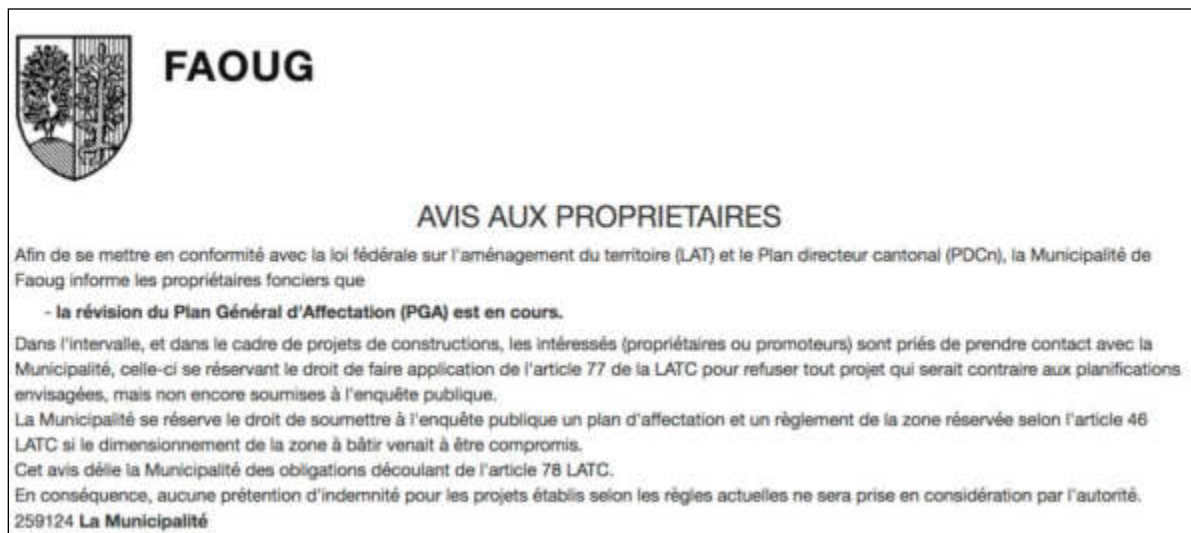 FAOUG
AVIS AUX PROPRIETAIRES
Afin de se mettre en conformité avec la loi fédérale sur l'aménagement du territoire (LAT) et le Plan directeur cantonal (PDCn), la Municipalité de
Faoug informe les propriétaires fonciers que
- la révision du Plan Général d'Affectation (PGA) est en cours.
Dans l'intervalle, et dans le cadre de projets de constructions, les intéressés (propriétaires ou promoteurs) sont priés de prendre contact avec la
Municipalité, celle-ci se réservant le droit de faire application de l'article 77 de la LATC pour refuser tout projet qui serait contraire aux planifications
envisagées, mais non encore soumises à l'enquête publique.
La Municipalité se réserve le droit de soumettre à l'enquête publique un plan d'affectation et un règlement de la zone réservée selon l'article 46
LATC si le dimensionnement de la zone à bâtir venait à être compromis.
Cet avis délie la Municipalité des obligations découlant de l'article 78 LATC.
En conséquence, aucune prétention d'indemnité pour les projets établis selon les règles actuelles ne sera prise en considération par l'autorité.
259124 La Municipalité